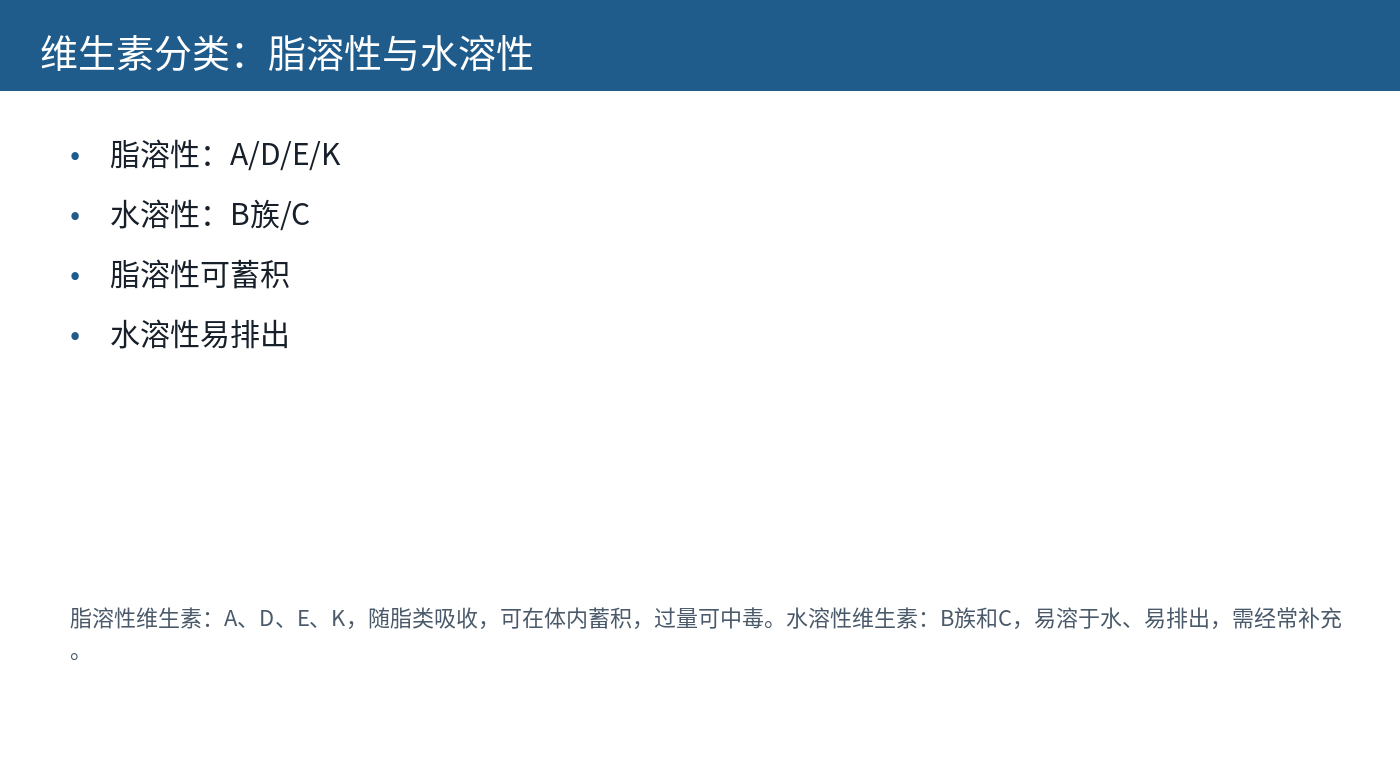 维生素分类：脂溶性与水溶性
• 脂溶性：A/D/E/K
• 水溶性：B族/C
• 脂溶性可蓄积
• 水溶性易排出
脂溶性维生素：A、D、E、K，随脂类吸收，可在体内蓄积，过量可中毒。水溶性维生素：B族和C，易溶于水、易排出，需经常补充
。